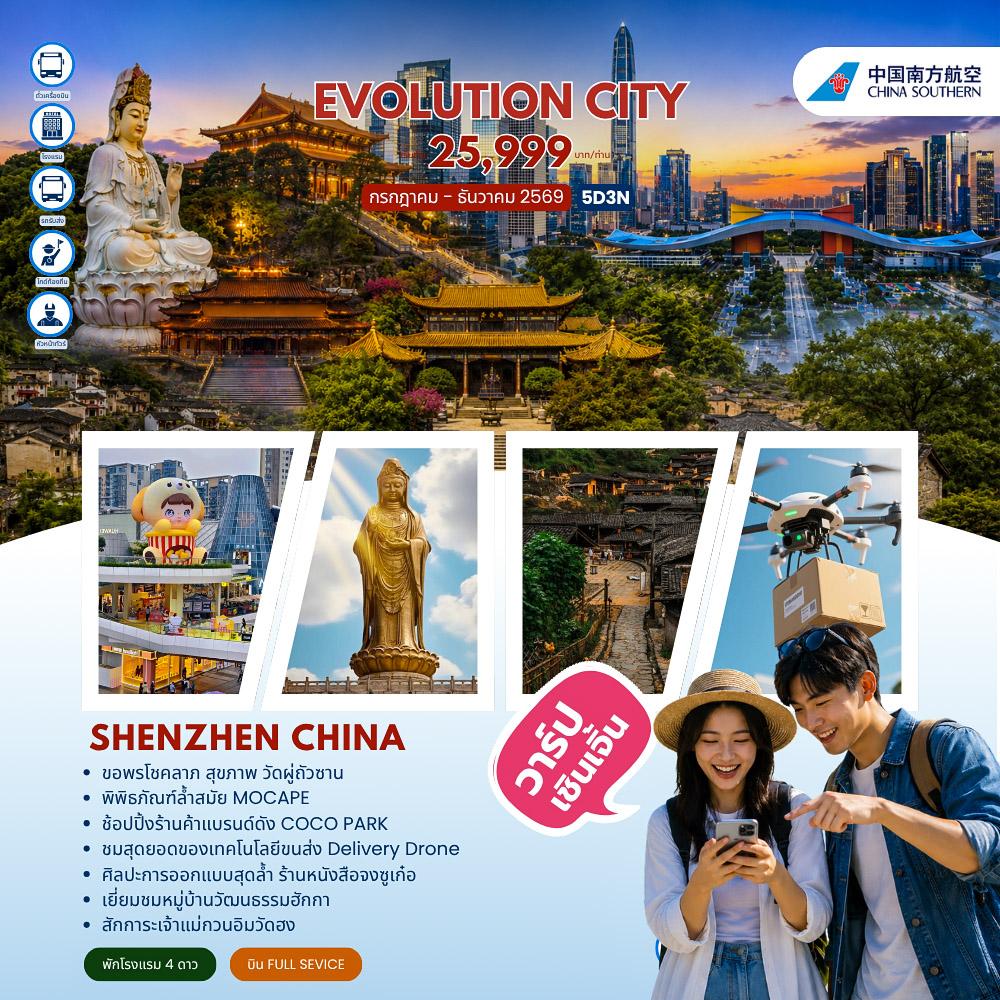 ตั๋วเครื่องบิน
HOTEL
โรงแรม
รถรับส่ง
ไกด์ท้องถิ่น
หัวหน้าทัวร์
EVOLUTION CITY
25,999
บาท/ท่าน
กรกฎาคม - ธันวาคม 2569 5D3N
中国南方航空
CHINA SOUTHERN
วาร์ป
เซินเจิ้น
SHENZHEN CHINA
• ขอพรโชคลาภ สุขภาพ วัดผู่ถัวซาน
• พิพิธภัณฑ์ล้ำสมัย MOCAPE
• ช้อปปิ้งร้านค้าแบรนด์ดัง COCO PARK
• ชมสุดยอดของเทคโนโลยีขนส่ง Delivery Drone
• ศิลปะการออกแบบสุดล้ำ ร้านหนังสือจงซูเก๋อ
• เยี่ยมชมหมู่บ้านวัฒนธรรมฮักกา
• สักการะเจ้าแม่กวนอิมวัดฮง
พักโรงแรม 4 ดาว
บิน FULL SEVICE